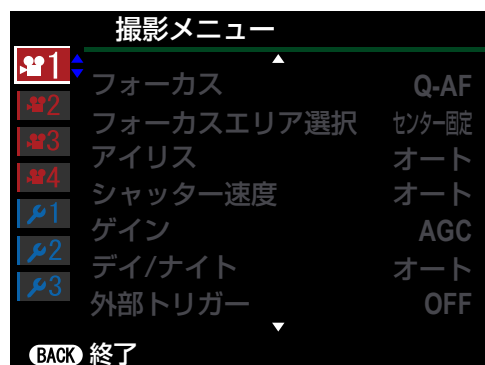 撮影メニュー
1
2
3
4
1
2
3
フォーカス Q-AF
フォーカスエリア選択 センター固定
アイリス オート
シャッター速度 オート
ゲイン AGC
デイ/ナイト オート
外部トリガー OFF
BACK 終了